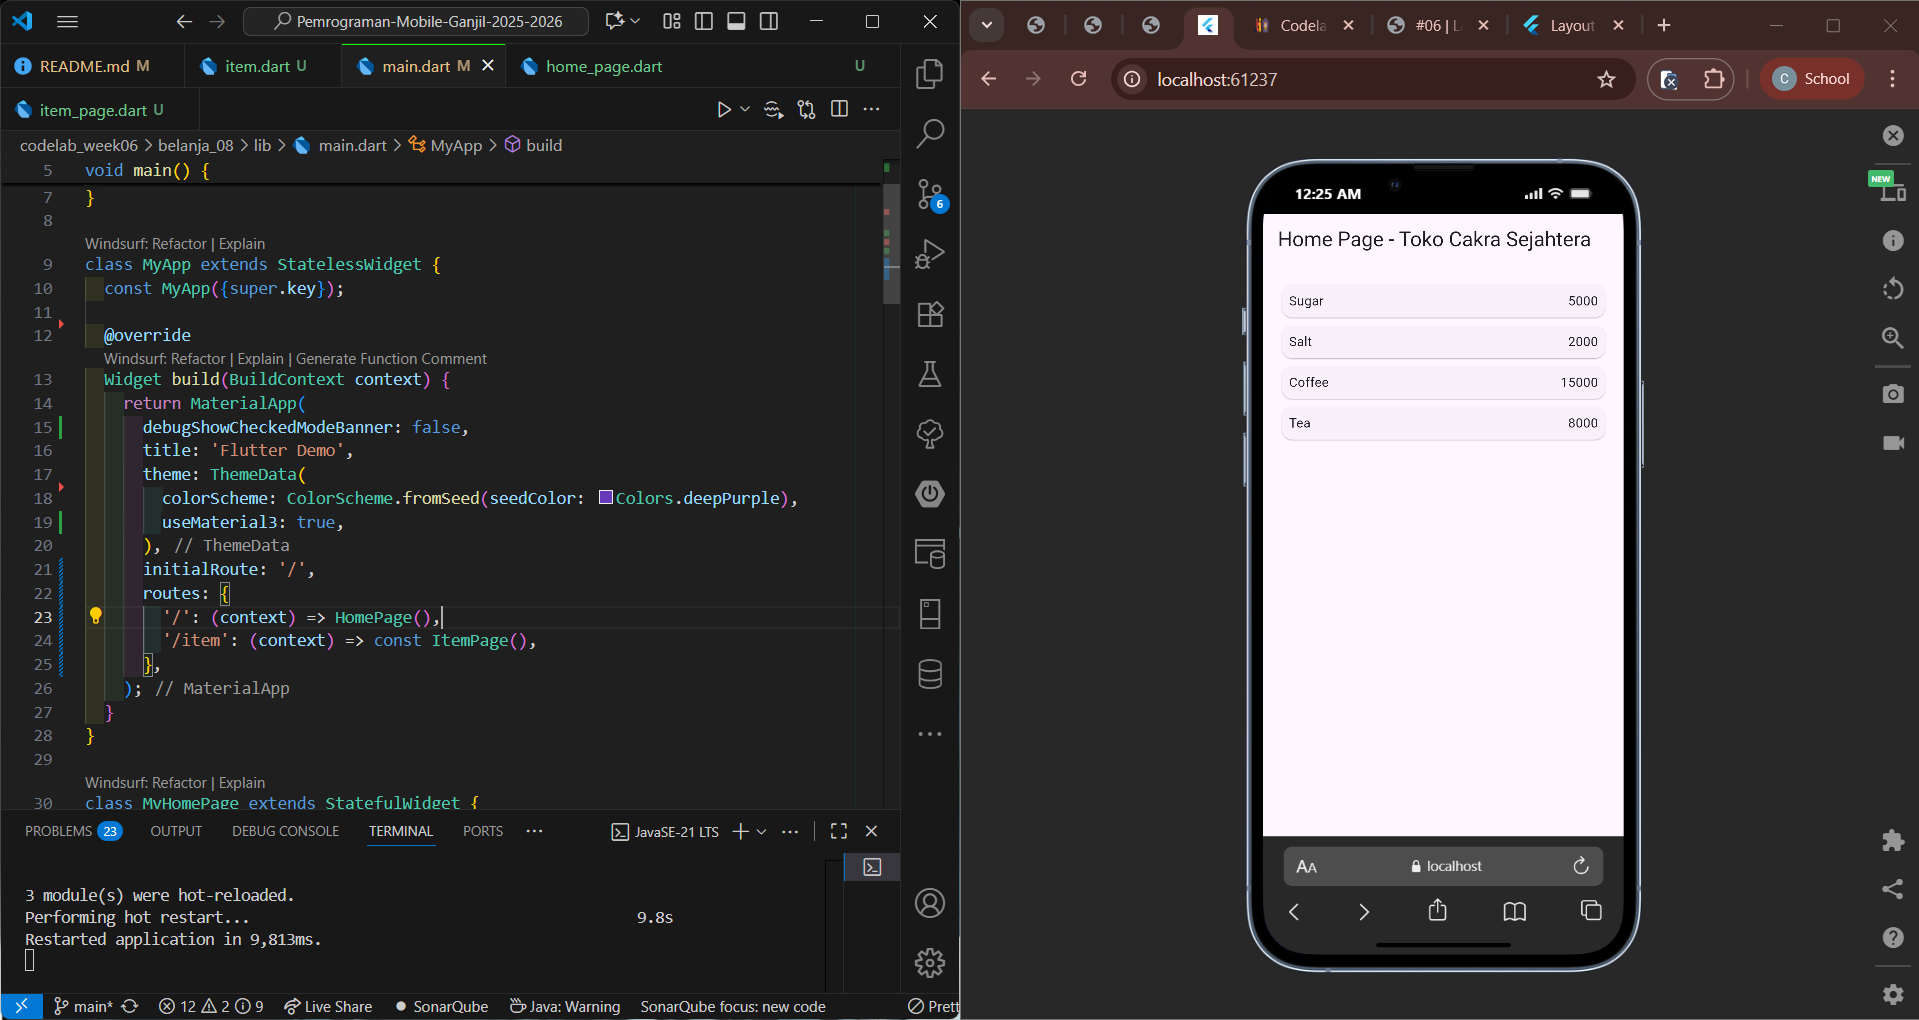 Pemrograman-Mobile-Ganjil-2025-2026
README.md M
item.dart U
main.dart M
home_page.dart U
item_page.dart U
codelab_week06 > belanja_08 > lib > main.dart > MyApp > build
5 void main() {
7 }
8
Windsurf: Refactor | Explain
9 class MyApp extends StatelessWidget {
10 const MyApp({super.key});
11
12 @override
Windsurf: Refactor | Explain | Generate Function Comment
13 Widget build(BuildContext context) {
14 return MaterialApp(
15 debugShowCheckedModeBanner: false,
16 title: 'Flutter Demo',
17 theme: ThemeData(
18 colorScheme: ColorScheme.fromSeed(seedColor: Colors.deepPurple),
19 useMaterial3: true,
20 ), // ThemeData
21 initialRoute: '/',
22 routes: {
23 '/': (context) => HomePage(),
24 '/item': (context) => const ItemPage(),
25 },
26 ); // MaterialApp
27 }
28 }
29
Windsurf: Refactor | Explain
30 class MyHomePage extends StatefulWidget {
PROBLEMS 23 OUTPUT DEBUG CONSOLE TERMINAL PORTS
JavaSE-21 LTS
3 module(s) were hot-reloaded.
Performing hot restart... 9.8s
Restarted application in 9,813ms.
6
main* 12 2 9 Live Share SonarQube Java: Warning SonarQube focus: new code Prett
Codela
#06 | L
Layout
localhost:61237
C School
NEW
12:25 AM
Home Page - Toko Cakra Sejahtera
Sugar 5000
Salt 2000
Coffee 15000
Tea 8000
AA localhost